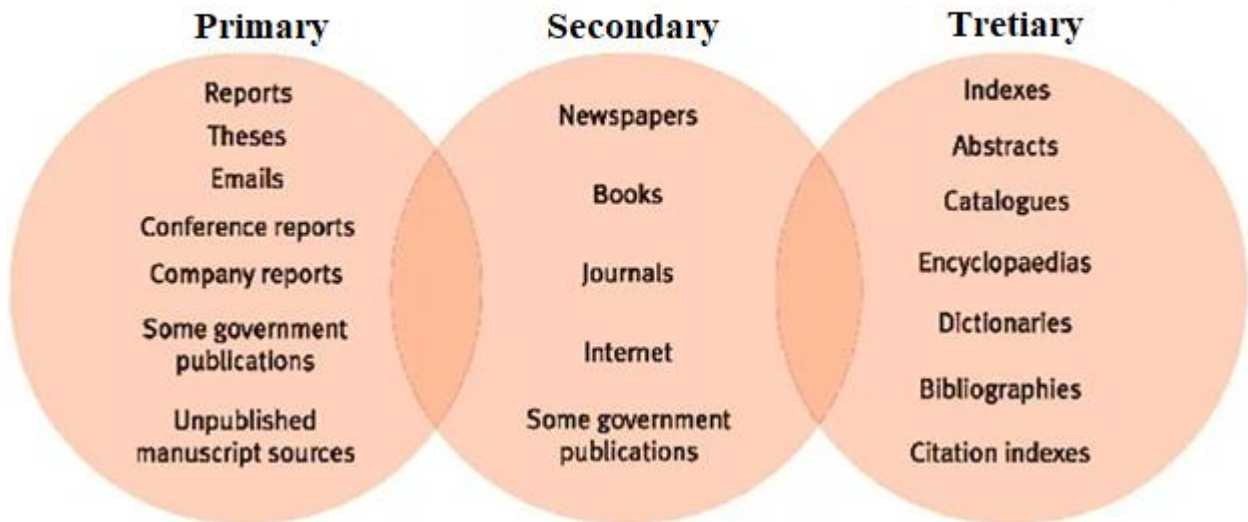 Primary
Reports
Theses
Emails
Conference reports
Company reports
Some government
publications
Unpublished
manuscript sources
Secondary
Newspapers
Books
Journals
Internet
Some government
publications
Tretiary
Indexes
Abstracts
Catalogues
Encyclopaedias
Dictionaries
Bibliographies
Citation indexes